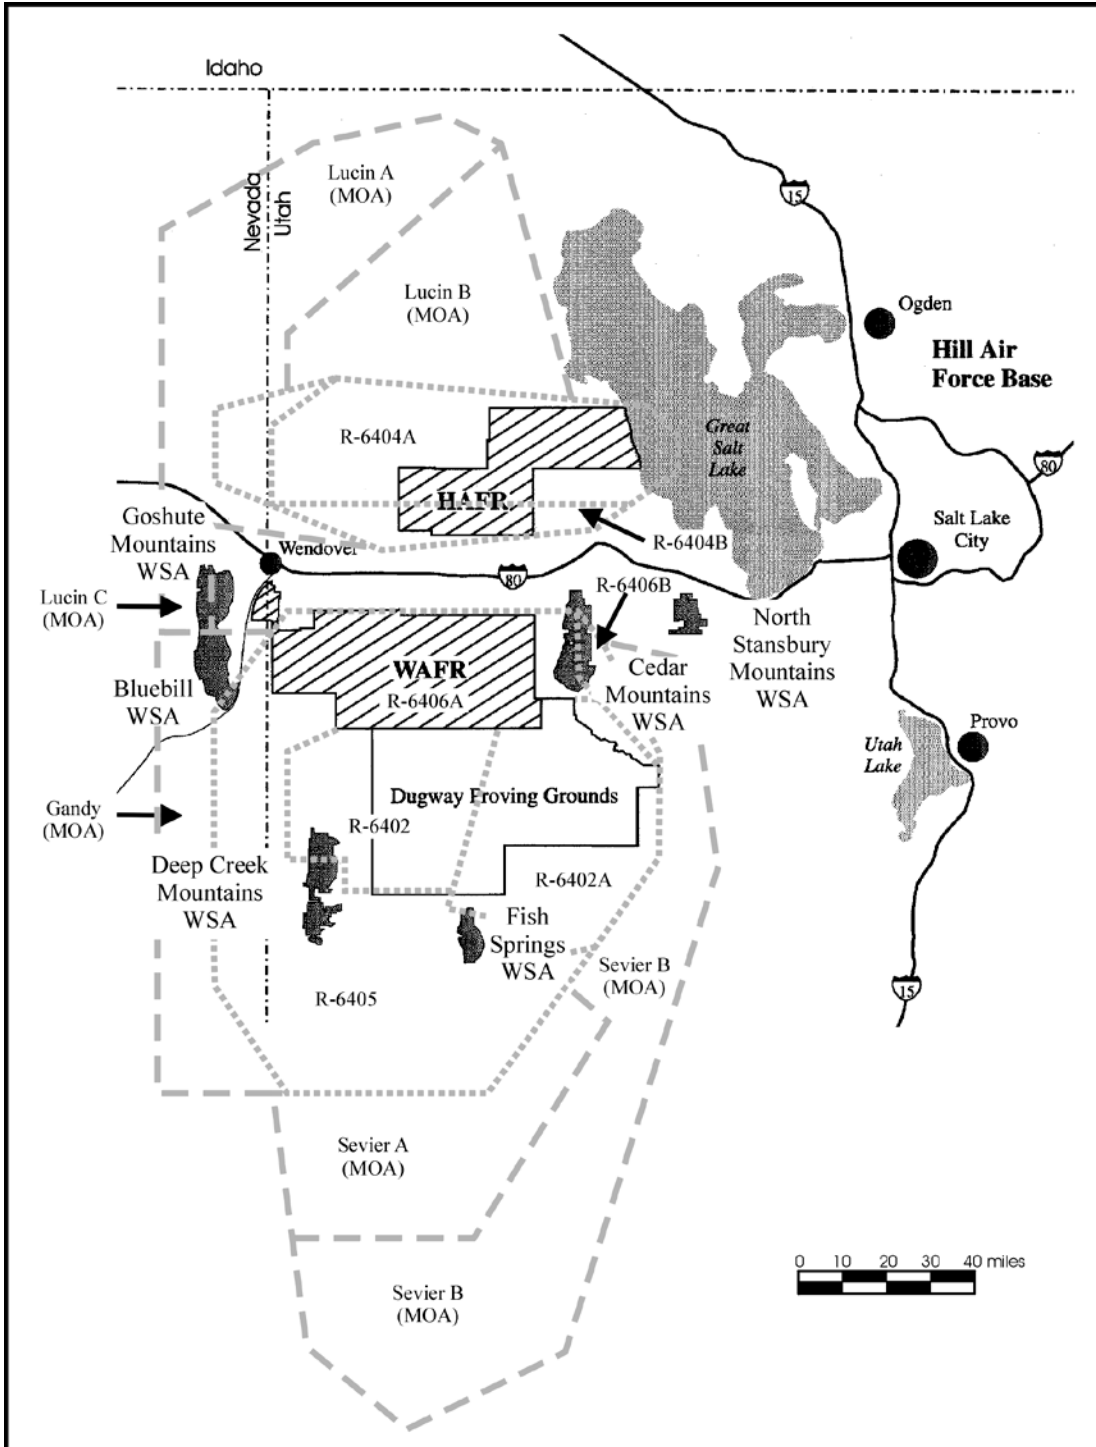 Idaho
Nevada
Utah
Lucin A
(MOA)
15
Lucin B
(MOA)
Ogden
Hill Air
Force Base
Great
Salt
Lake
R-6404A
80
HAFR
Goshute
Mountains
WSA
Wendover
R-6404B
Salt Lake
City
80
Lucin C
(MOA)
R-6406B
North
Stansbury
Mountains
WSA
Cedar
Mountains
WSA
WAFR
R-6406A
Bluebill
WSA
Utah
Lake
Provo
Gandy
(MOA)
Dugway Proving Grounds
R-6402
Deep Creek
Mountains
WSA
R-6402A
Fish
Springs
WSA
Sevier B
(MOA)
R-6405
15
Sevier A
(MOA)
0 10 20 30 40 miles
Sevier B
(MOA)